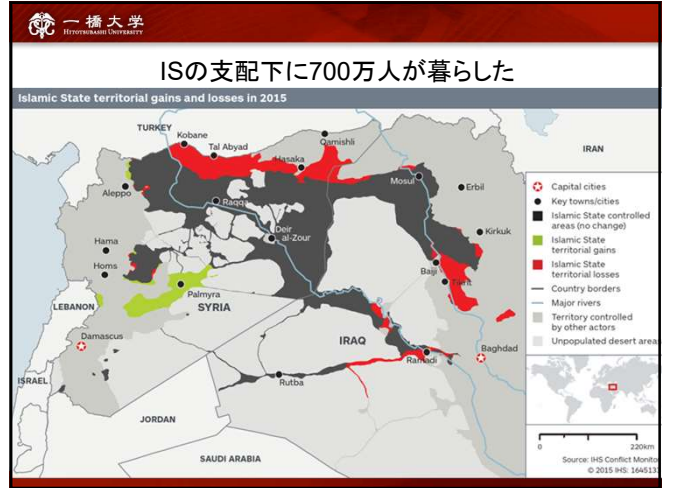 一橋大学
HITOTSUBASHI UNIVERSITY
ISの支配下に700万人が暮らした
Islamic State territorial gains and losses in 2015
TURKEY
Kobane
Tal Abyad
Qamishli
Hasaka
IRAN
Mosul
Erbil
Aleppo
Raqqa
Deir
al-Zour
Kirkuk
Hama
Homs
Baiji
Tikrit
Palmyra
SYRIA
LEBANON
Damascus
IRAQ
Ramadi
Baghdad
ISRAEL
Rutba
JORDAN
SAUDI ARABIA
Capital cities
Key towns/cities
Islamic State controlled
areas (no change)
Islamic State
territorial gains
Islamic State
territorial losses
Country borders
Major rivers
Territory controlled
by other actors
Unpopulated desert areas
0
220km
Source: IHS Conflict Monitor
© 2015 IHS: 164513